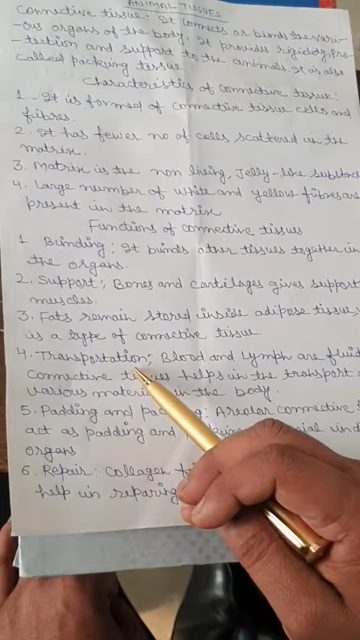 ANIMAL TISSUES
Connective tissue: It connects or binds the vari-
ous organs of the body. It provides rigidity, pro-
tection and support to the animals. It is also
called packing tissue.
Characteristics of connective tissue:
1. It is formed of connective tissue cells and
fibres.
2. It has fewer no of cells scattered in the
matrix.
3. Matrix is the non living, Jelly-like substanc
4. Large number of white and yellow fibres are
present in the matrix
Functions of connective tissues
1 Binding: It binds other tissues together in
the organs.
2. Support: Bones and cartilages gives support
muscles.
3. Fats remain stored inside adipose tissue
is a type of connective tissue
4. Transportation: Blood and Lymph are fluid
connective helps in the transport
various materials in the body.
5. Padding and Areolar connective
act as padding and
organs
6. Repair: Collagen
help in reparing